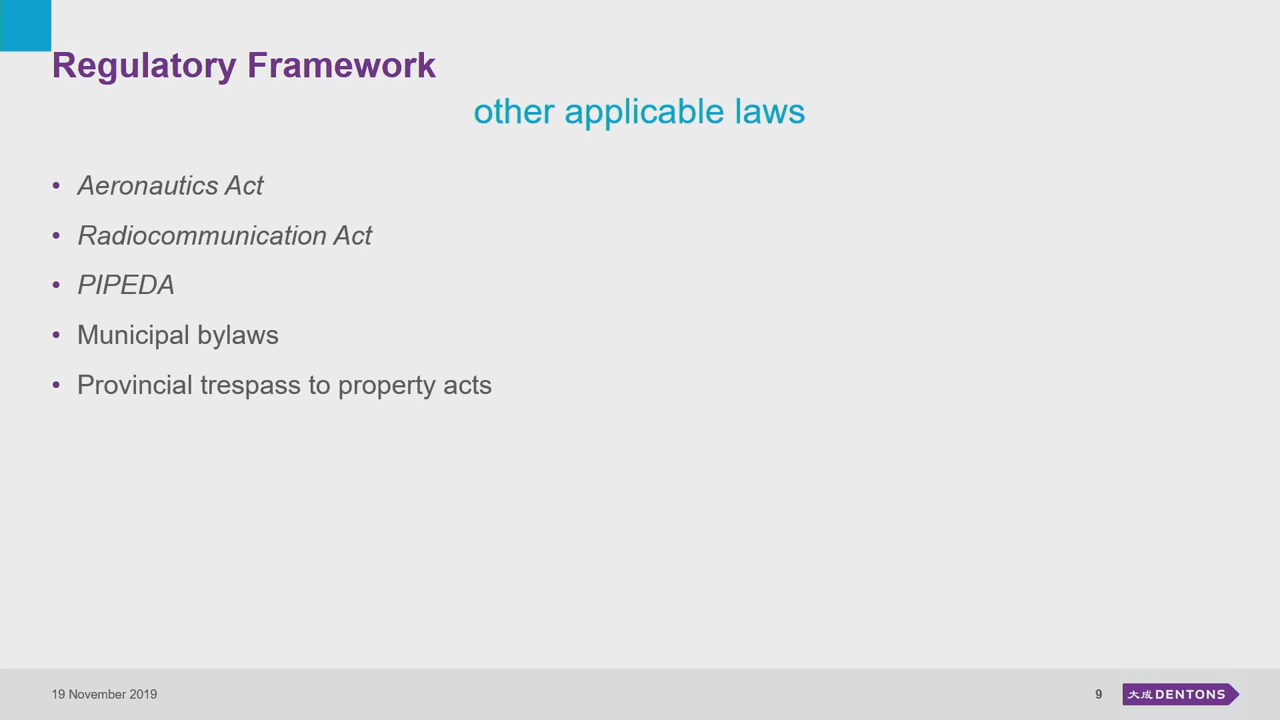 Regulatory Framework
other applicable laws
• Aeronautics Act
• Radiocommunication Act
• PIPEDA
• Municipal bylaws
• Provincial trespass to property acts
19 November 2019
9
大成 DENTONS